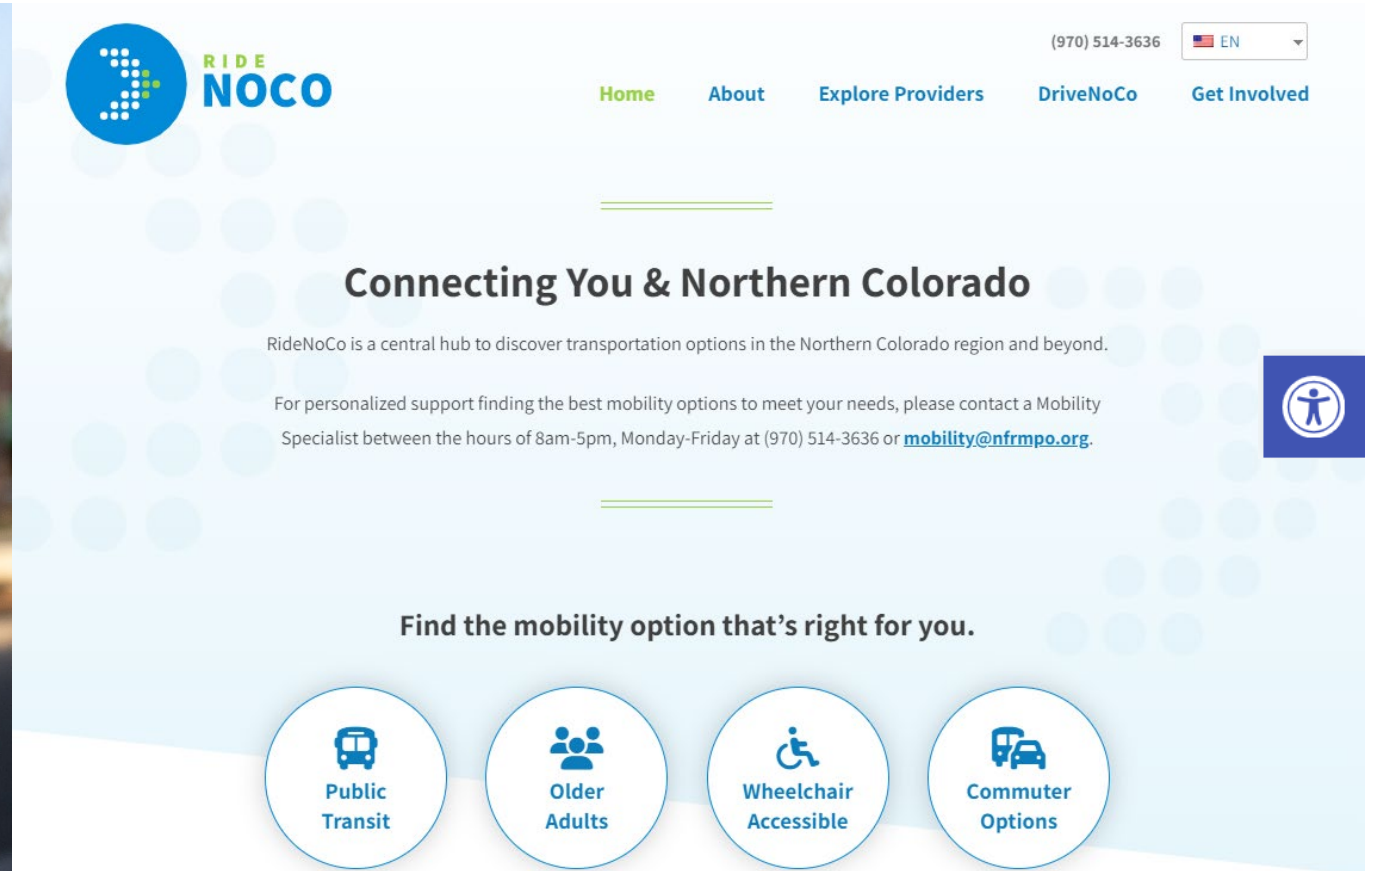 (970) 514-3636
EN
RIDE
NOCO
Home About Explore Providers DriveNoCo Get Involved
Connecting You & Northern Colorado
RideNoCo is a central hub to discover transportation options in the Northern Colorado region and beyond.
For personalized support finding the best mobility options to meet your needs, please contact a Mobility
Specialist between the hours of 8am-5pm, Monday-Friday at (970) 514-3636 or mobility@nfrmpo.org.
Find the mobility option that’s right for you.
Public
Transit
Older
Adults
Wheelchair
Accessible
Commuter
Options